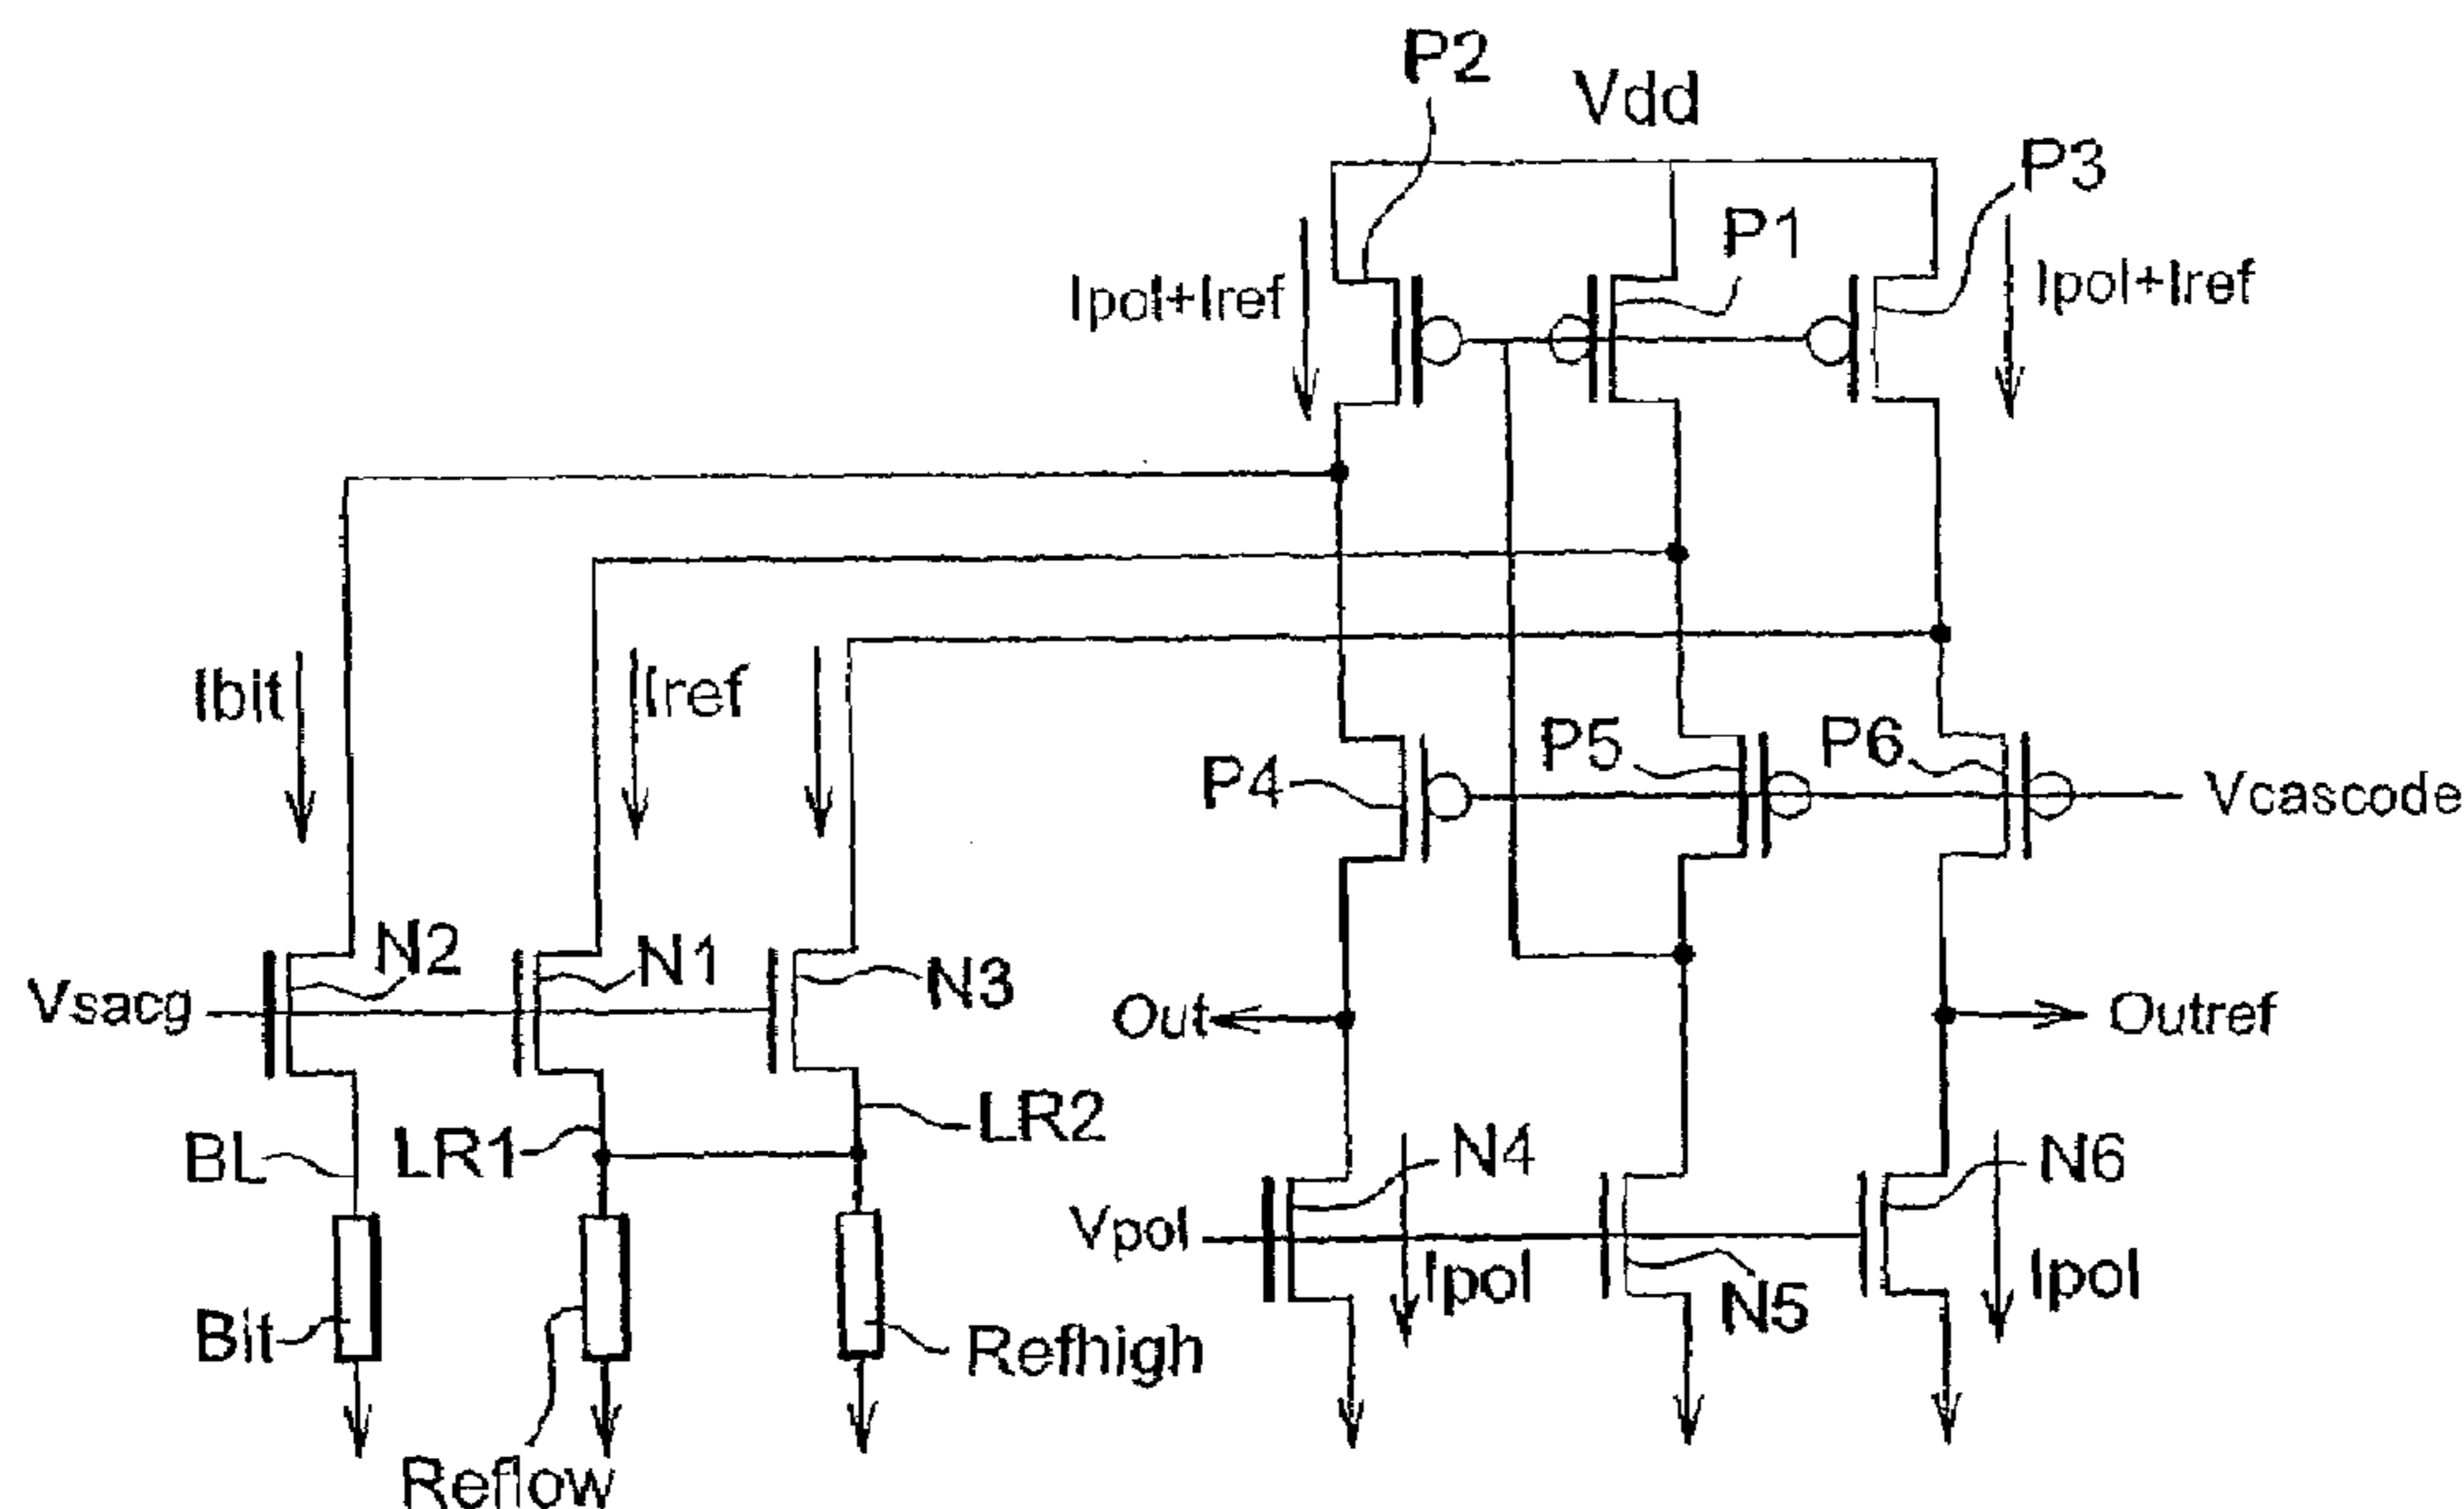 P2
Vdd
P3
P1
Ipol+Iref
Ipol+Iref
Ibit
Iref
P4
P5
P6
Vcascode
Vsacg
N2
N1
N3
Out
Outref
BL
LR1
LR2
N4
N6
Vpol
Ipol
N5
Ipol
Bit
Refhigh
Reflow